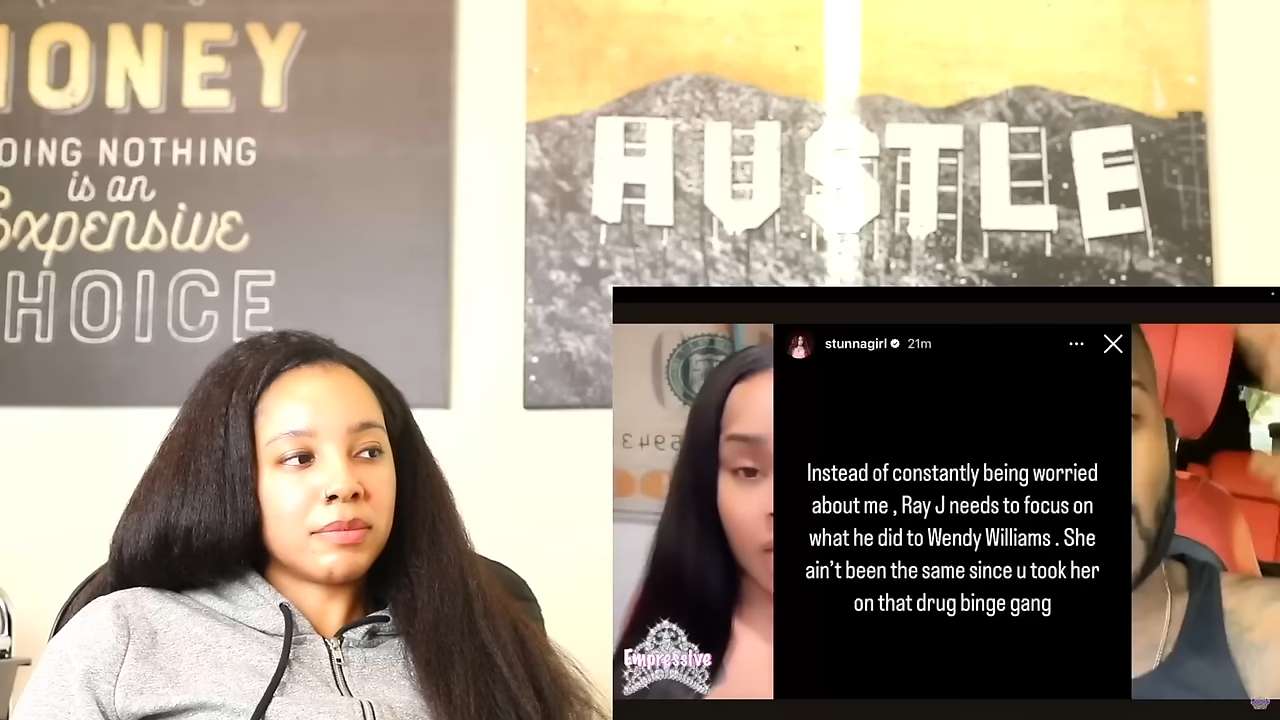 MONEY
DOING NOTHING
is an
Expensive
CHOICE
HUSTLE
stunnagirl 21m
Instead of constantly being worried
about me , Ray J needs to focus on
what he did to Wendy Williams . She
ain't been the same since u took her
on that drug binge gang
Empressive